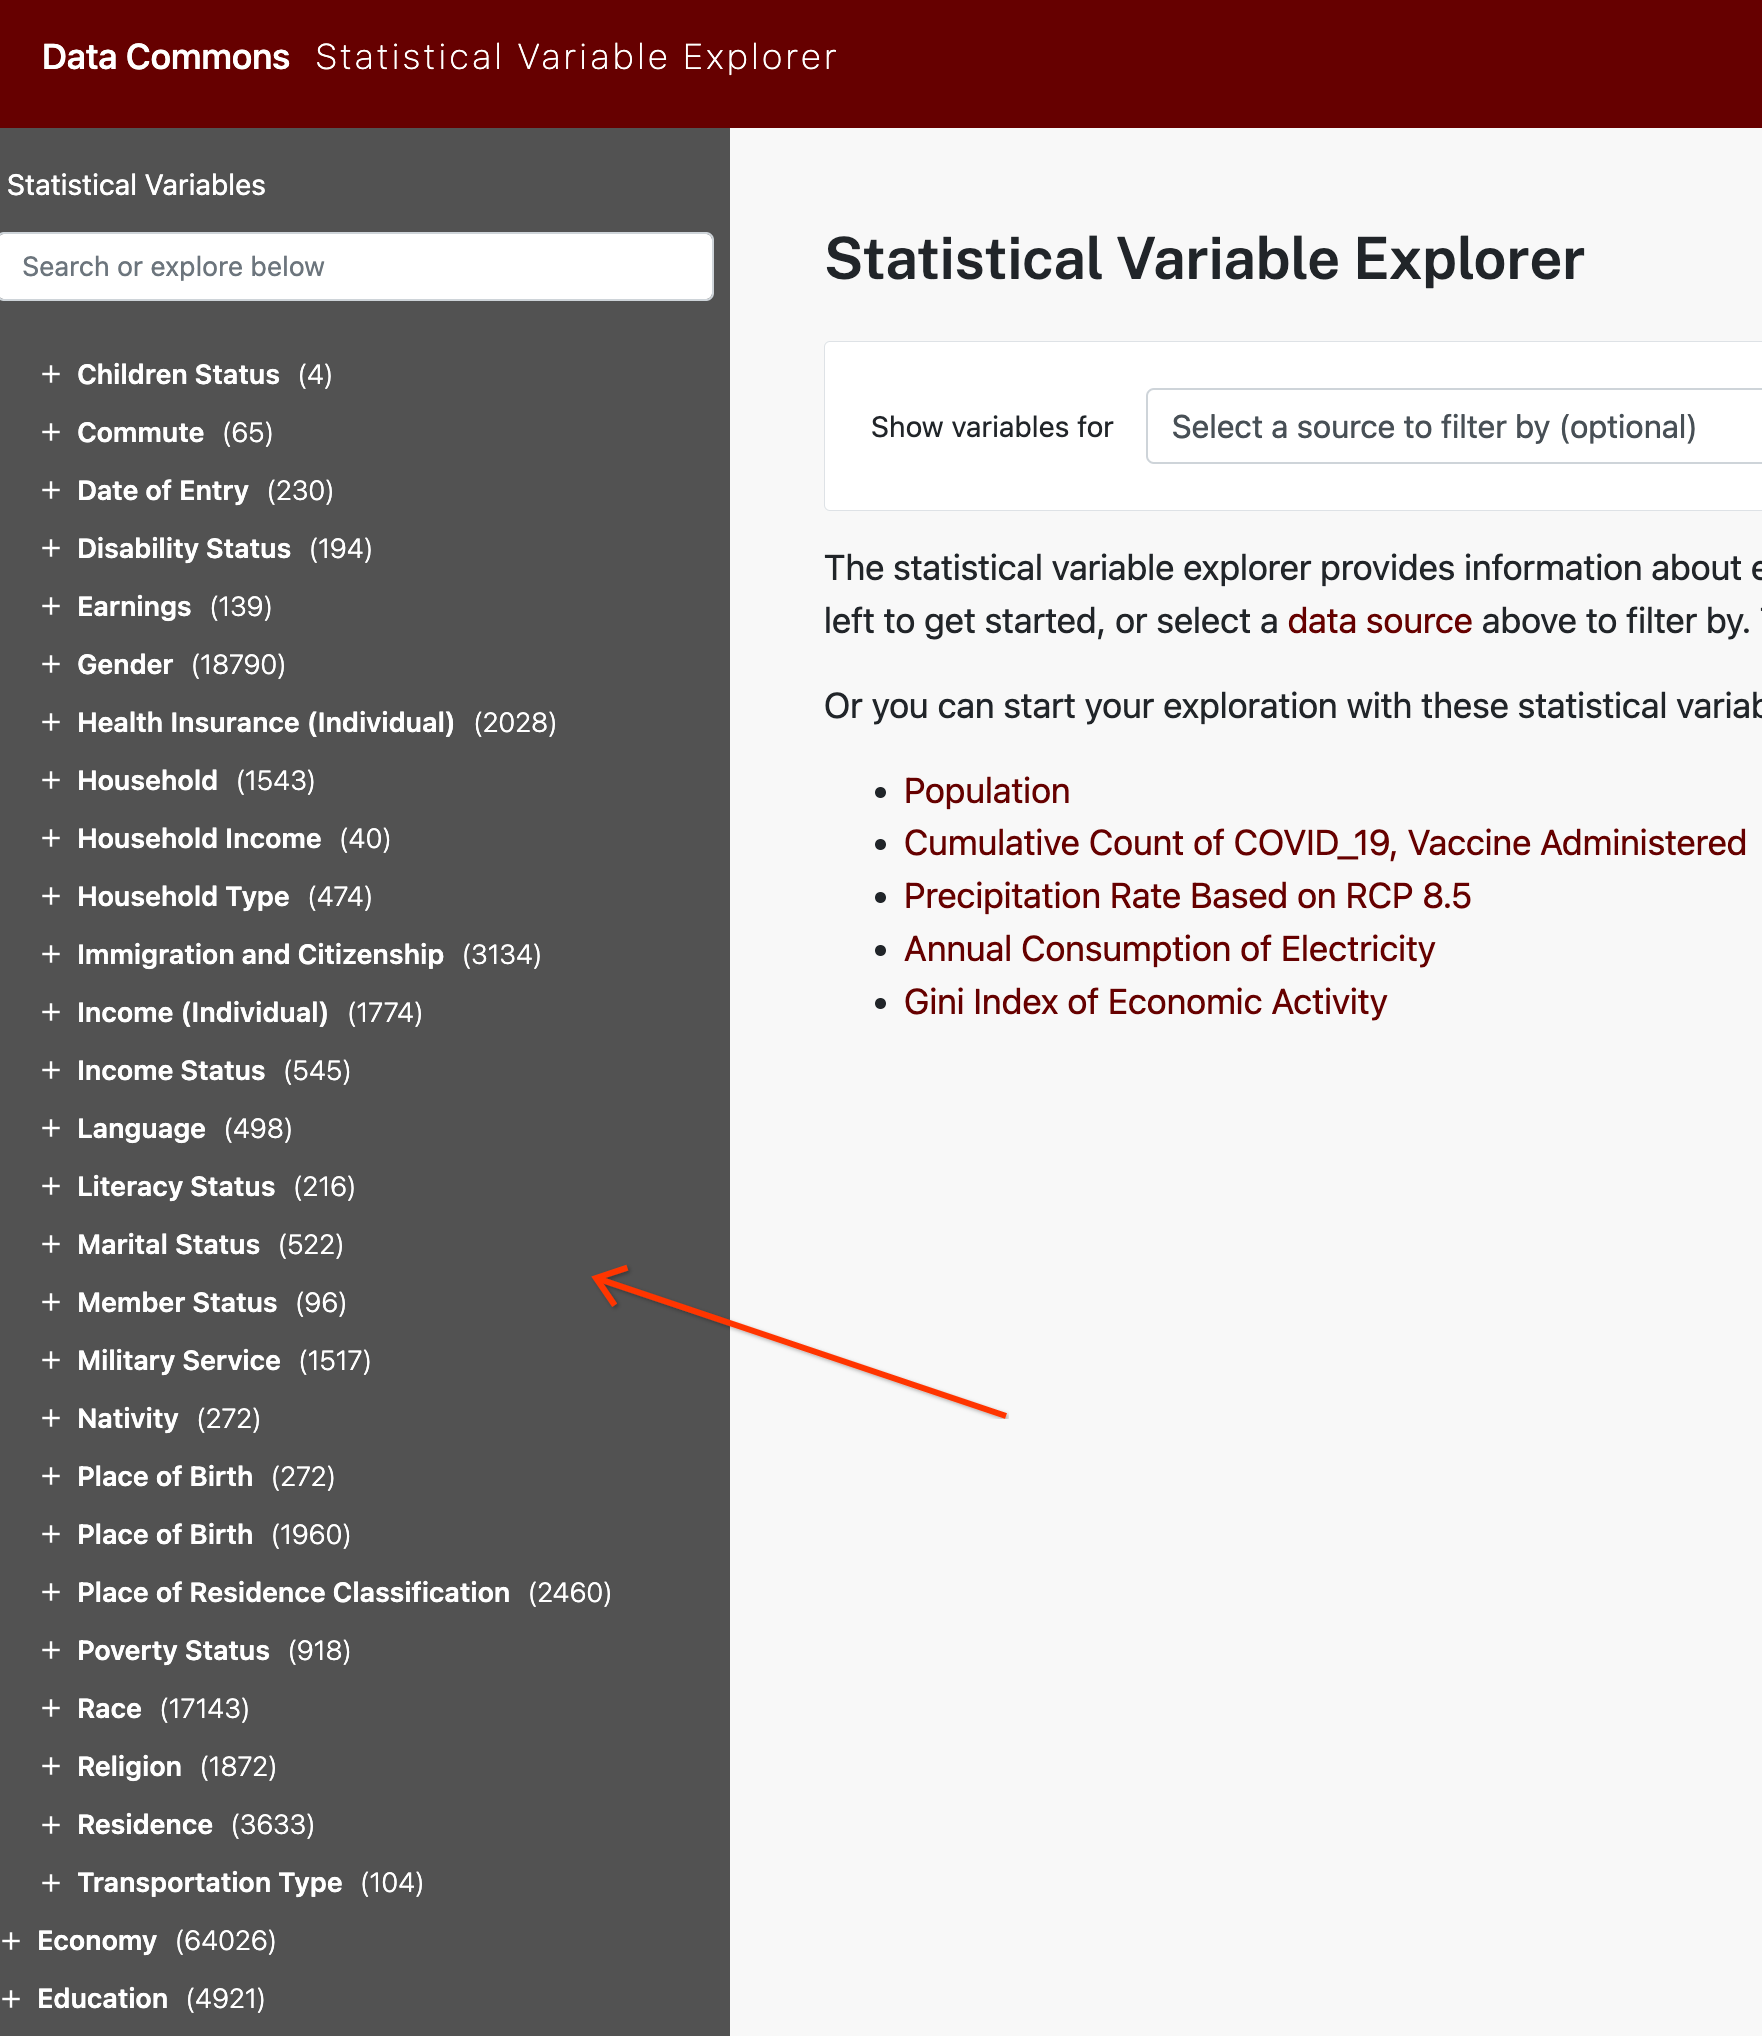 Data Commons Statistical Variable Explorer
Statistical Variables
Search or explore below
+ Children Status (4)
+ Commute (65)
+ Date of Entry (230)
+ Disability Status (194)
+ Earnings (139)
+ Gender (18790)
+ Health Insurance (Individual) (2028)
+ Household (1543)
+ Household Income (40)
+ Household Type (474)
+ Immigration and Citizenship (3134)
+ Income (Individual) (1774)
+ Income Status (545)
+ Language (498)
+ Literacy Status (216)
+ Marital Status (522)
+ Member Status (96)
+ Military Service (1517)
+ Nativity (272)
+ Place of Birth (272)
+ Place of Birth (1960)
+ Place of Residence Classification (2460)
+ Poverty Status (918)
+ Race (17143)
+ Religion (1872)
+ Residence (3633)
+ Transportation Type (104)
+ Economy (64026)
+ Education (4921)
Statistical Variable Explorer
Show variables for Select a source to filter by (optional)
The statistical variable explorer provides information about
left to get started, or select a data source above to filter by.
Or you can start your exploration with these statistical
• Population
• Cumulative Count of COVID_19, Vaccine Administered
• Precipitation Rate Based on RCP 8.5
• Annual Consumption of Electricity
• Gini Index of Economic Activity